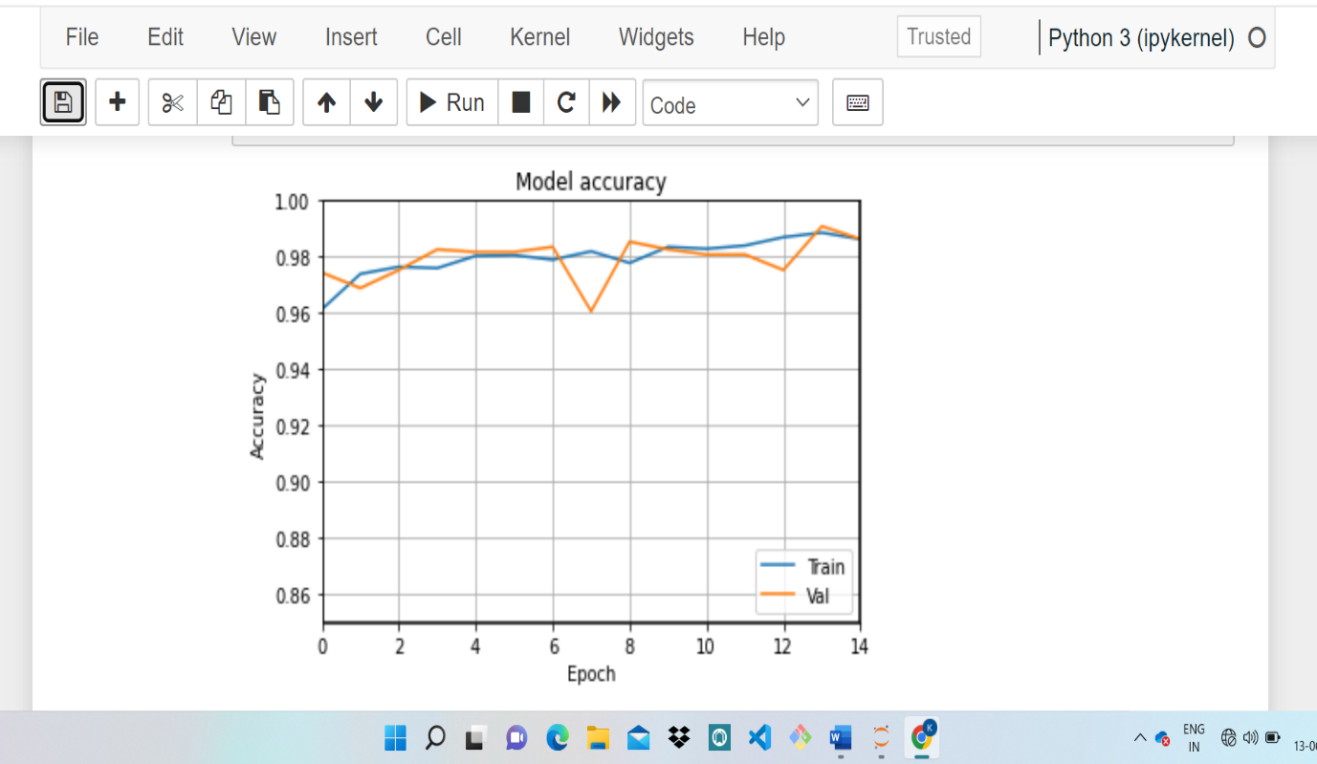 File Edit View Insert Cell Kernel Widgets Help Trusted Python 3 (ipykernel)
Run Code
Model accuracy
1.00
0.98
0.96
0.94
0.92
0.90
0.88
0.86
Accuracy
Train
Val
0 2 4 6 8 10 12 14
Epoch
ENG
IN